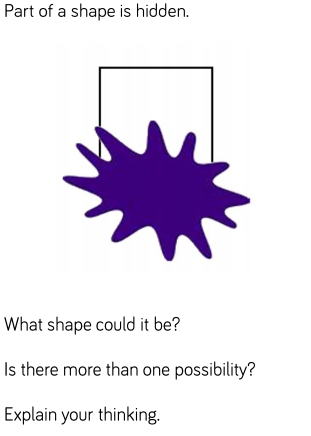 Part of a shape is hidden.
What shape could it be?
Is there more than one possibility?
Explain your thinking.